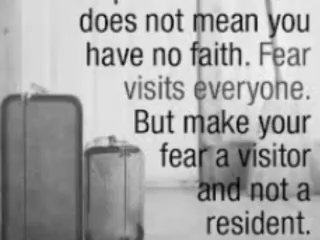 does not mean you
have no faith. Fear
visits everyone.
But make your
fear a visitor
and not a
resident.